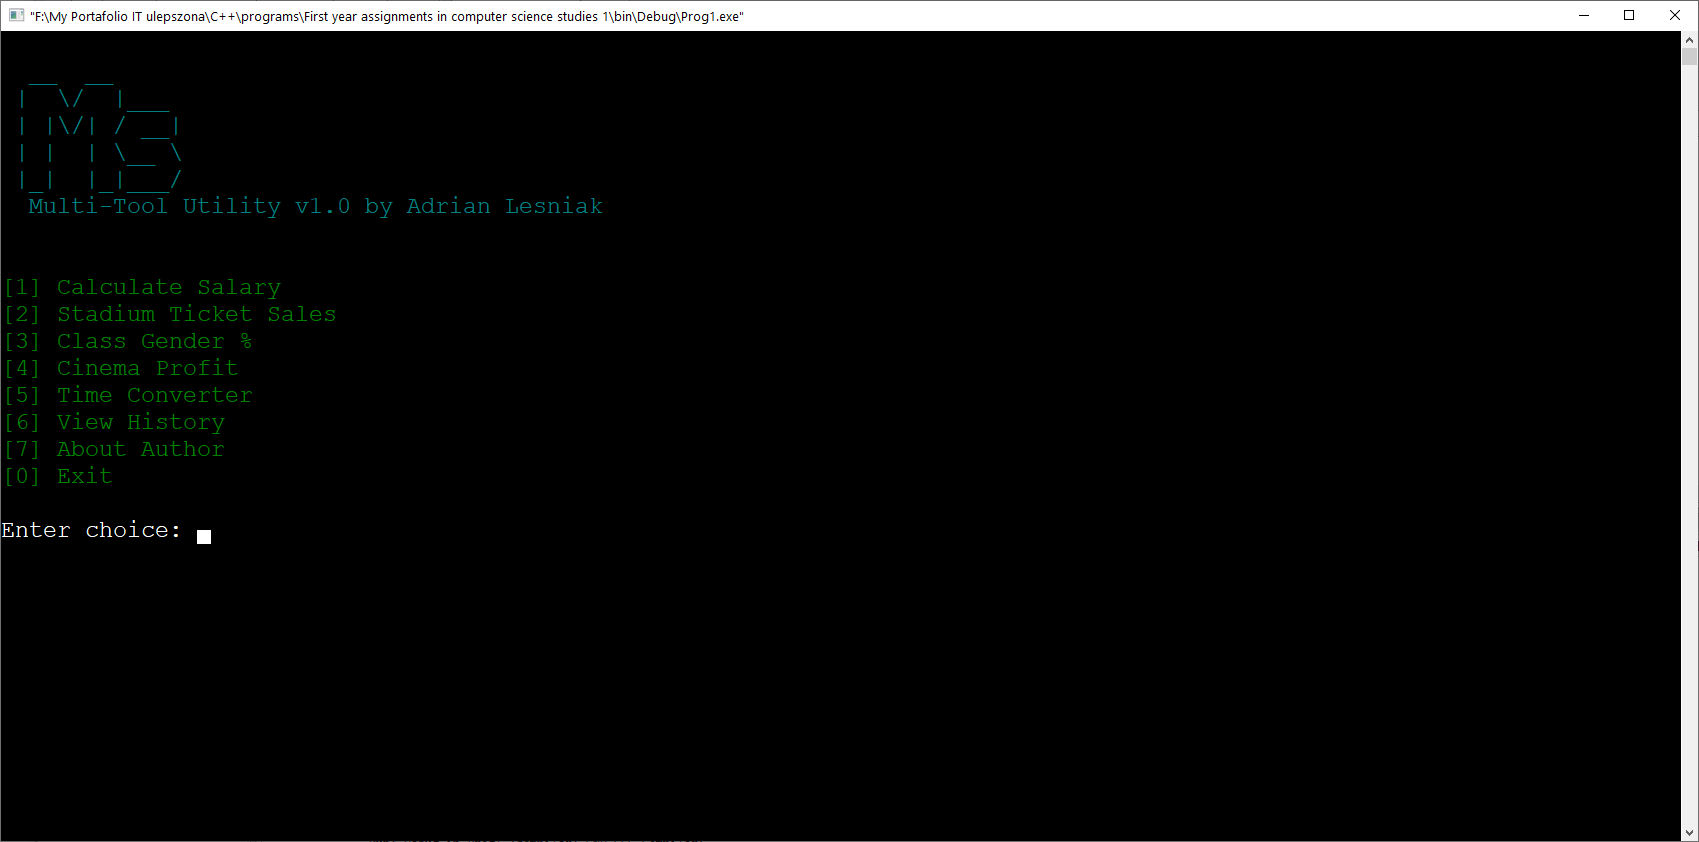 "F:\My Portafolio IT ulepszona\C++\programs\First year assignments in computer science studies 1\bin\Debug\Prog1.exe"
Ms
Multi-Tool Utility v1.0 by Adrian Lesniak
[1] Calculate Salary
[2] Stadium Ticket Sales
[3] Class Gender %
[4] Cinema Profit
[5] Time Converter
[6] View History
[7] About Author
[0] Exit
Enter choice: